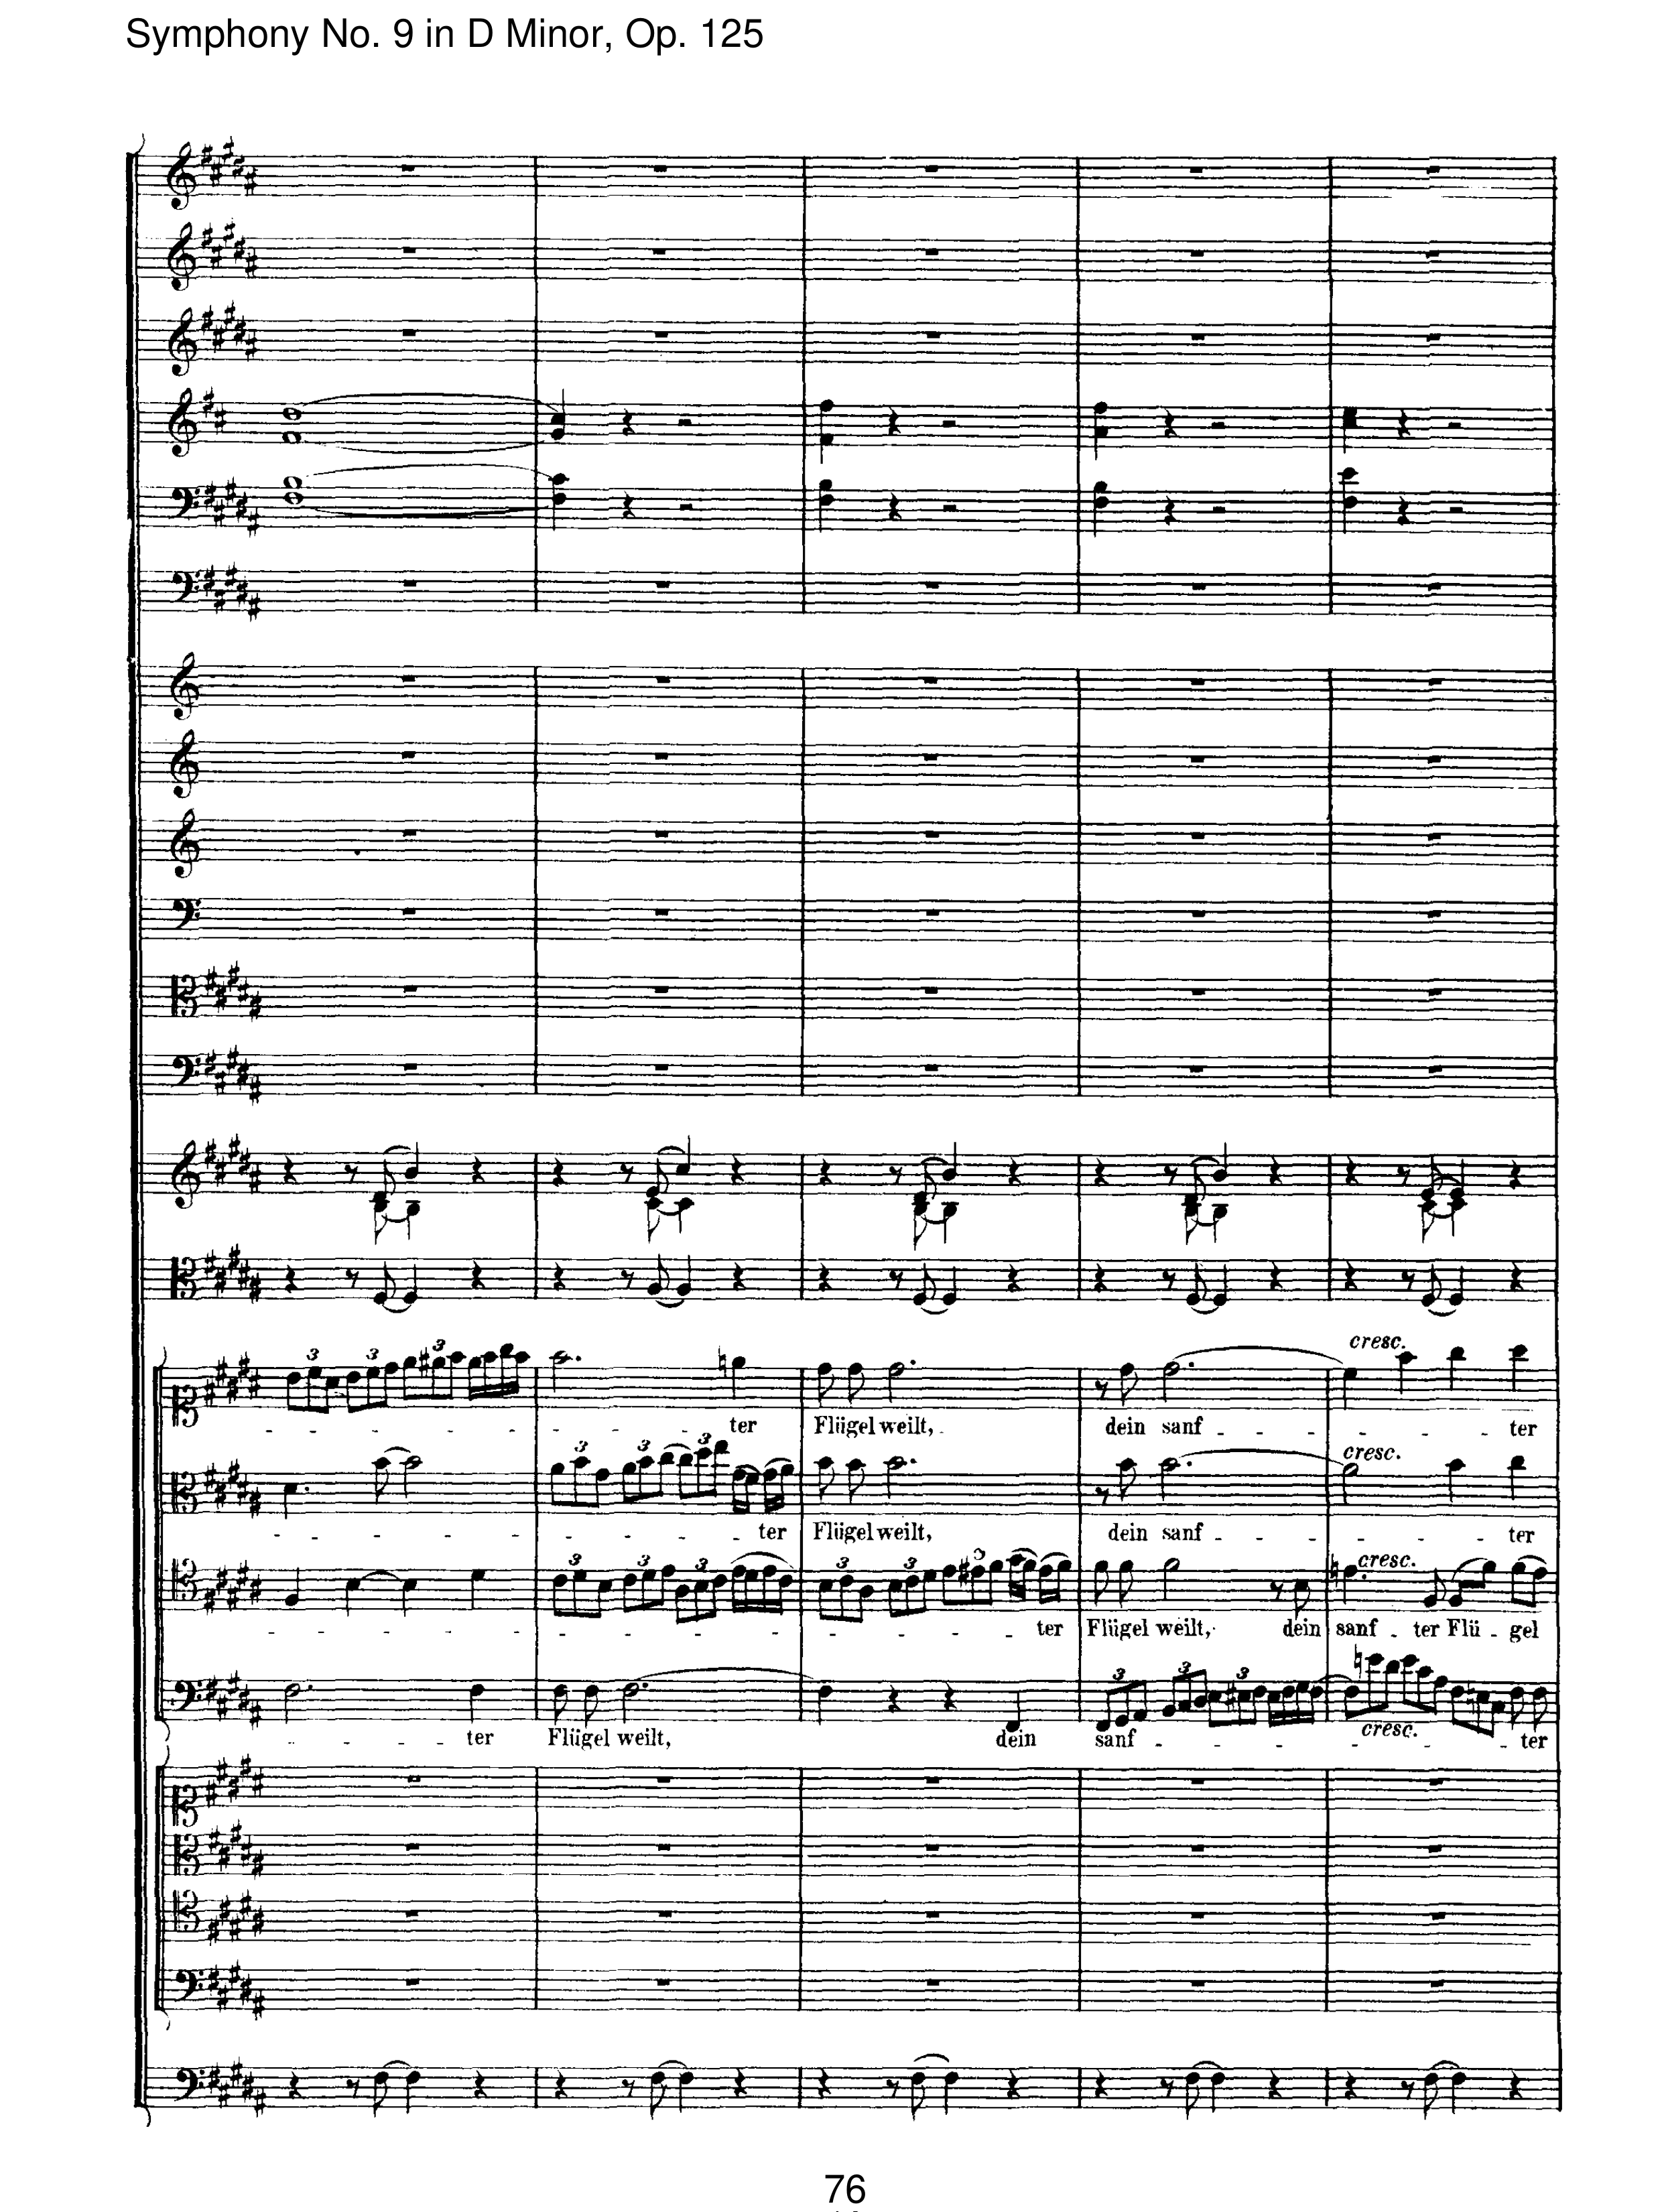 Symphony No. 9 in D Minor, Op. 125
3 3 3
cresc.
ter Flügel weilt, dein sanf - ter
3 3 3
cresc.
ter Flügel weilt, dein sanf - ter
3 3 3 3 3 3
cresc.
ter Flügel weilt, dein sanf - ter Flü - gel
3 3 3
ter Flügel weilt, dein sanf - ter
cresc.
76